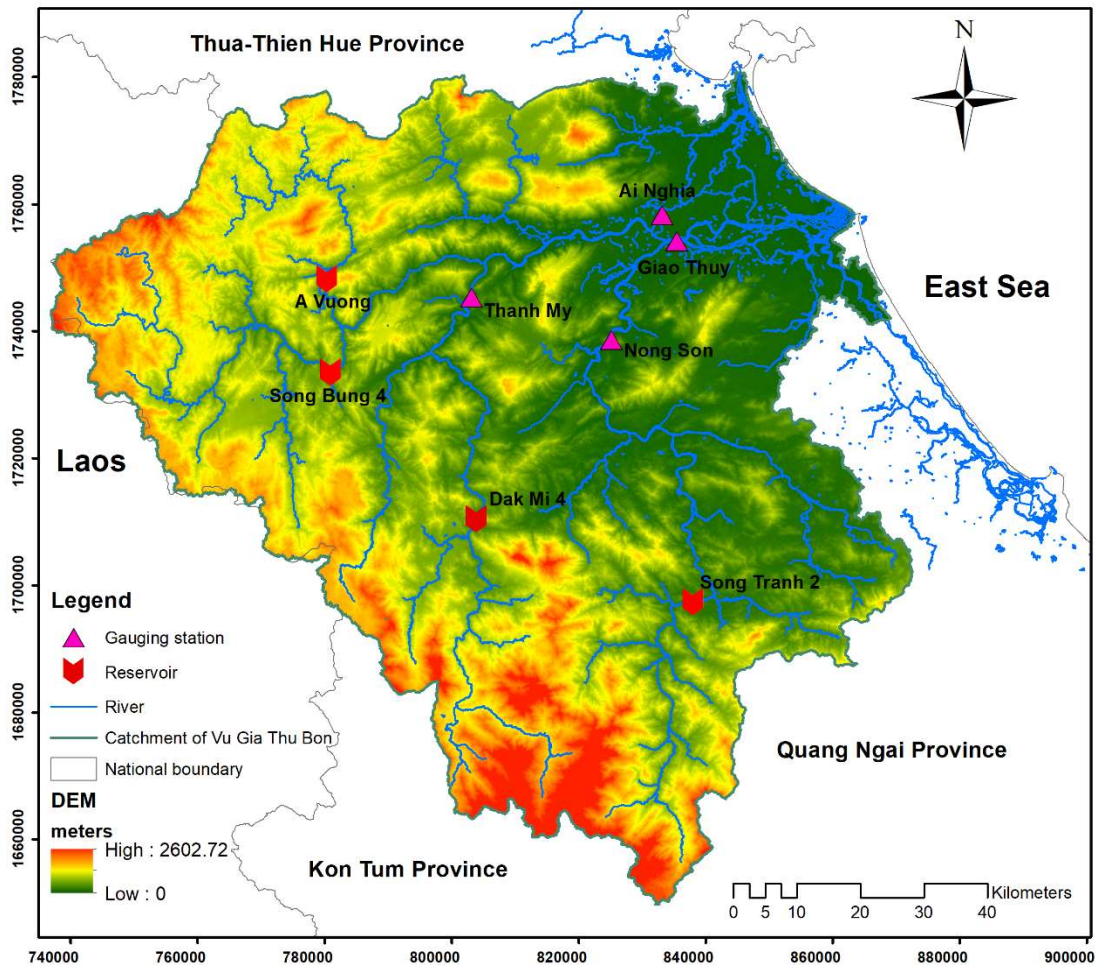 Thua-Thien Hue Province
N
Ai Nghia
Giao Thuy
East Sea
A Vuong
Thanh My
Nong Son
Song Bung 4
Laos
Dak Mi 4
Song Tranh 2
Legend
Gauging station
Reservoir
River
Catchment of Vu Gia Thu Bon
National boundary
DEM
meters
High : 2602.72
Low : 0
Quang Ngai Province
Kon Tum Province
Kilometers
0 5 10 20 30 40
1780000
1760000
1740000
1720000
1700000
1680000
1660000
740000 760000 780000 800000 820000 840000 860000 880000 900000